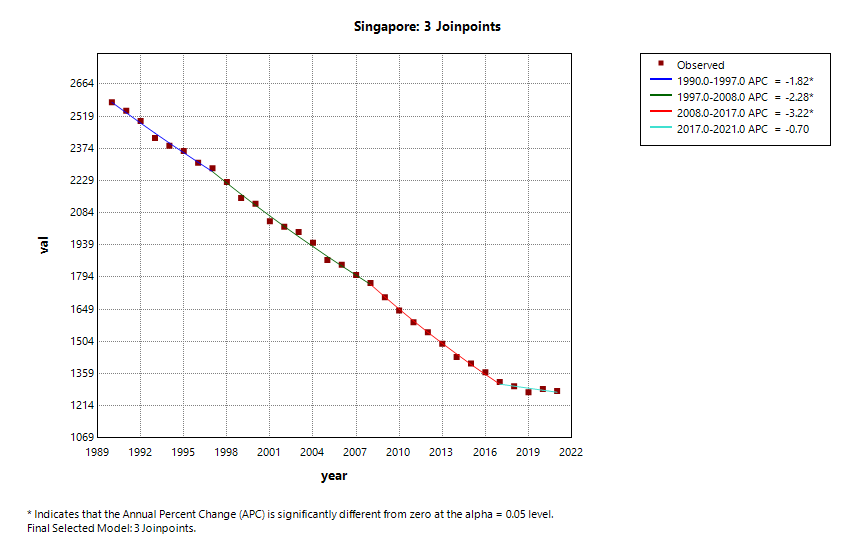 Singapore: 3 Joinpoints
Observed
1990.0-1997.0 APC = -1.82*
1997.0-2008.0 APC = -2.28*
2008.0-2017.0 APC = -3.22*
2017.0-2021.0 APC = -0.70
val
2664
2519
2374
2229
2084
1939
1794
1649
1504
1359
1214
1069
1989 1992 1995 1998 2001 2004 2007 2010 2013 2016 2019 2022
year
* Indicates that the Annual Percent Change (APC) is significantly different from zero at the alpha = 0.05 level.
Final Selected Model: 3 Joinpoints.